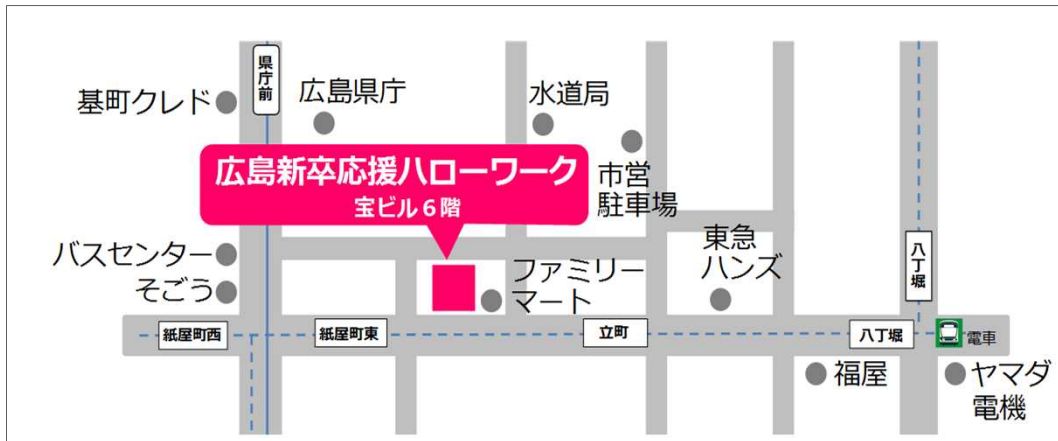 県庁前
基町クレド
広島県庁
水道局
広島新卒応援ハローワーク
宝ビル6階
市営
駐車場
バスセンター
そごう
ファミリー
マート
東急
ハンズ
八丁堀
紙屋町西
紙屋町東
立町
八丁堀
電車
福屋
ヤマダ
電機